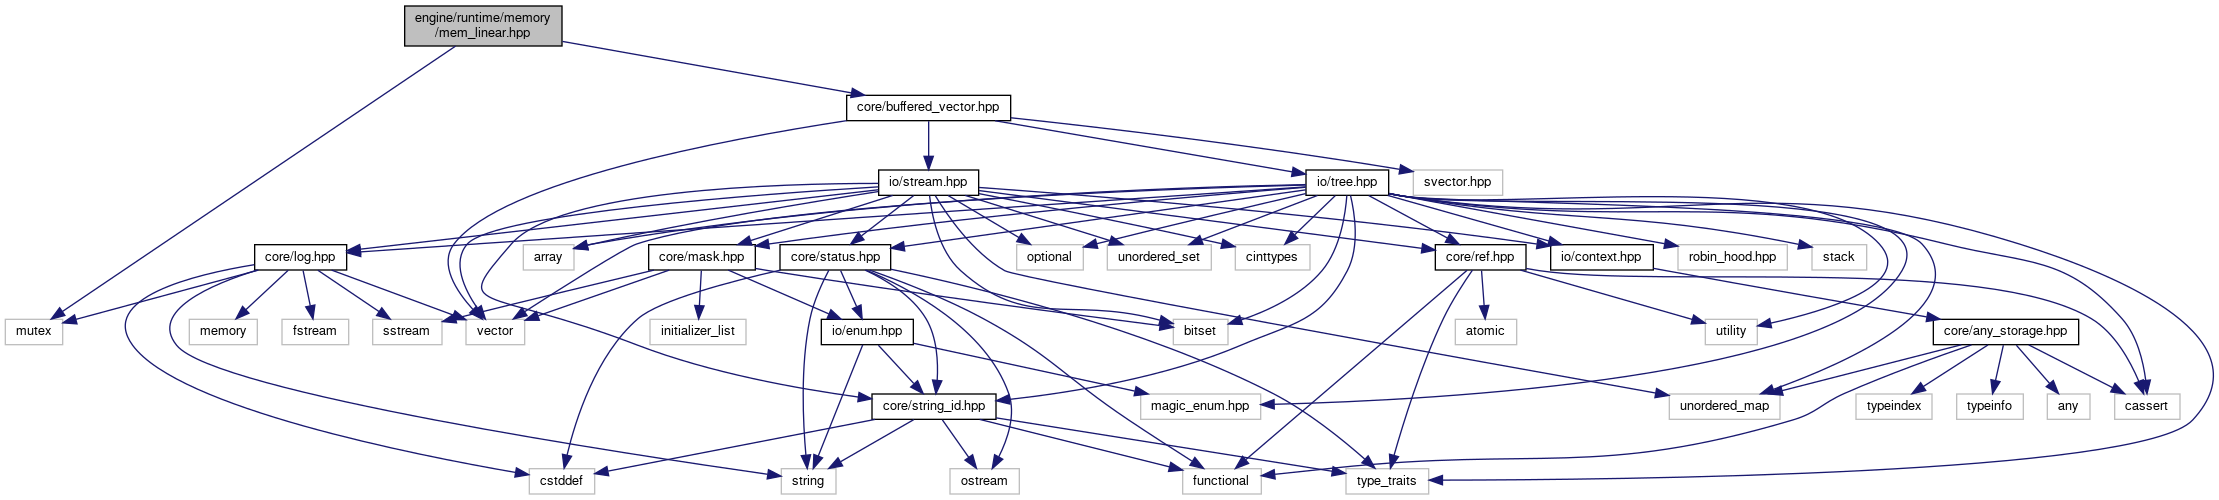 engine/runtime/memory
/mem_linear.hpp
core/buffered_vector.hpp
io/stream.hpp
io/tree.hpp
svector.hpp
core/log.hpp
array
core/mask.hpp
core/status.hpp
optional
unordered_set
cinttypes
core/ref.hpp
io/context.hpp
robin_hood.hpp
stack
mutex
memory
fstream
sstream
vector
initializer_list
io/enum.hpp
bitset
atomic
utility
core/any_storage.hpp
core/string_id.hpp
magic_enum.hpp
unordered_map
typeindex
typeinfo
any
cassert
cstddef
string
ostream
functional
type_traits